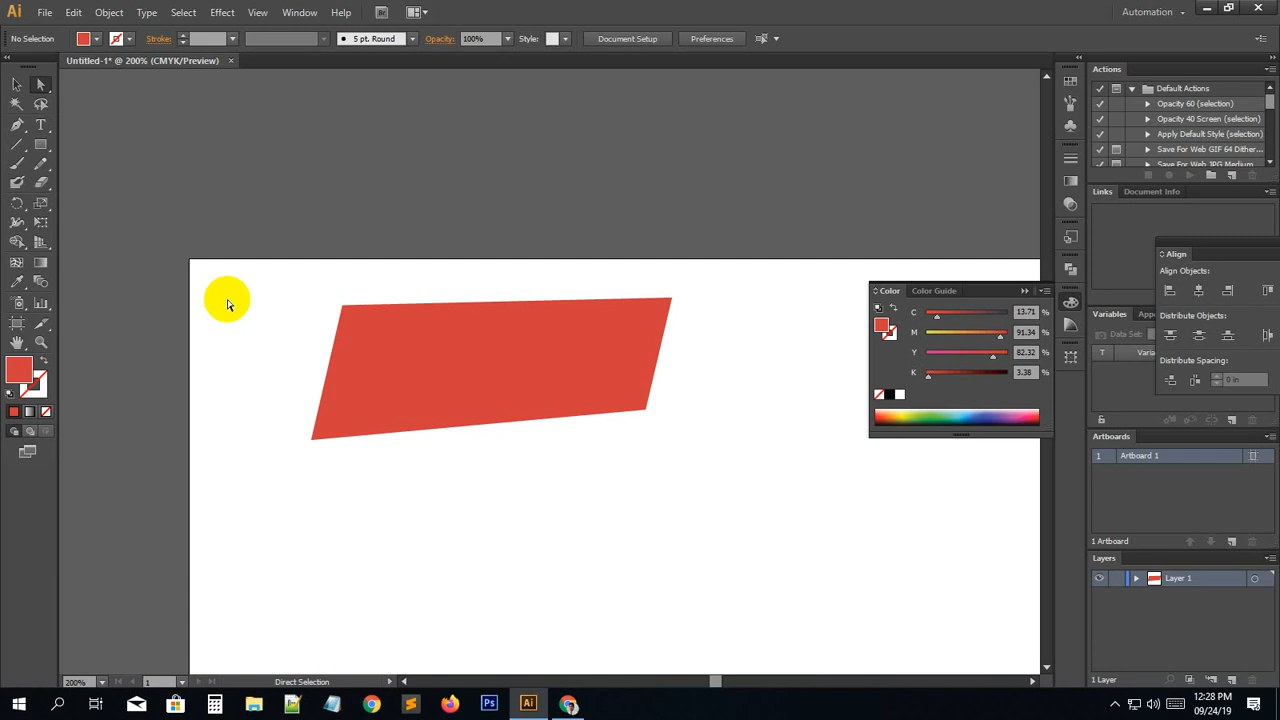 Ai File Edit Object Type Select Effect View Window Help Br Automation
No Selection Stroke: 5 pt. Round Opacity: 100% Style: Document Setup Preferences
Untitled-1* @ 200% (CMYK/Preview) ×
Actions
Default Actions
Opacity 60 (selection)
Opacity 40 Screen (selection)
Apply Default Style (selection)
Save For Web GIF 64 Dither...
Save For Web JPG Medium
Links Document Info
Align
Align Objects:
Distribute Objects:
Distribute Spacing:
0 in
Color Color Guide
C 13.71 %
M 91.34 %
Y 82.32 %
K 3.38 %
Variables Appe
Data Set:
T Varia
Artboards
1 Artboard 1
1 Artboard
Layers
Layer 1
1 Layer
200% 1 Direct Selection
Ps Ai
12:28 PM
09/24/19